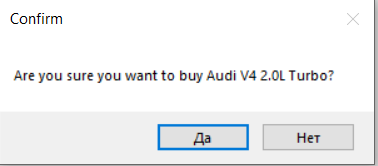 Confirm
Are you sure you want to buy Audi V4 2.0L Turbo?
Да Нет